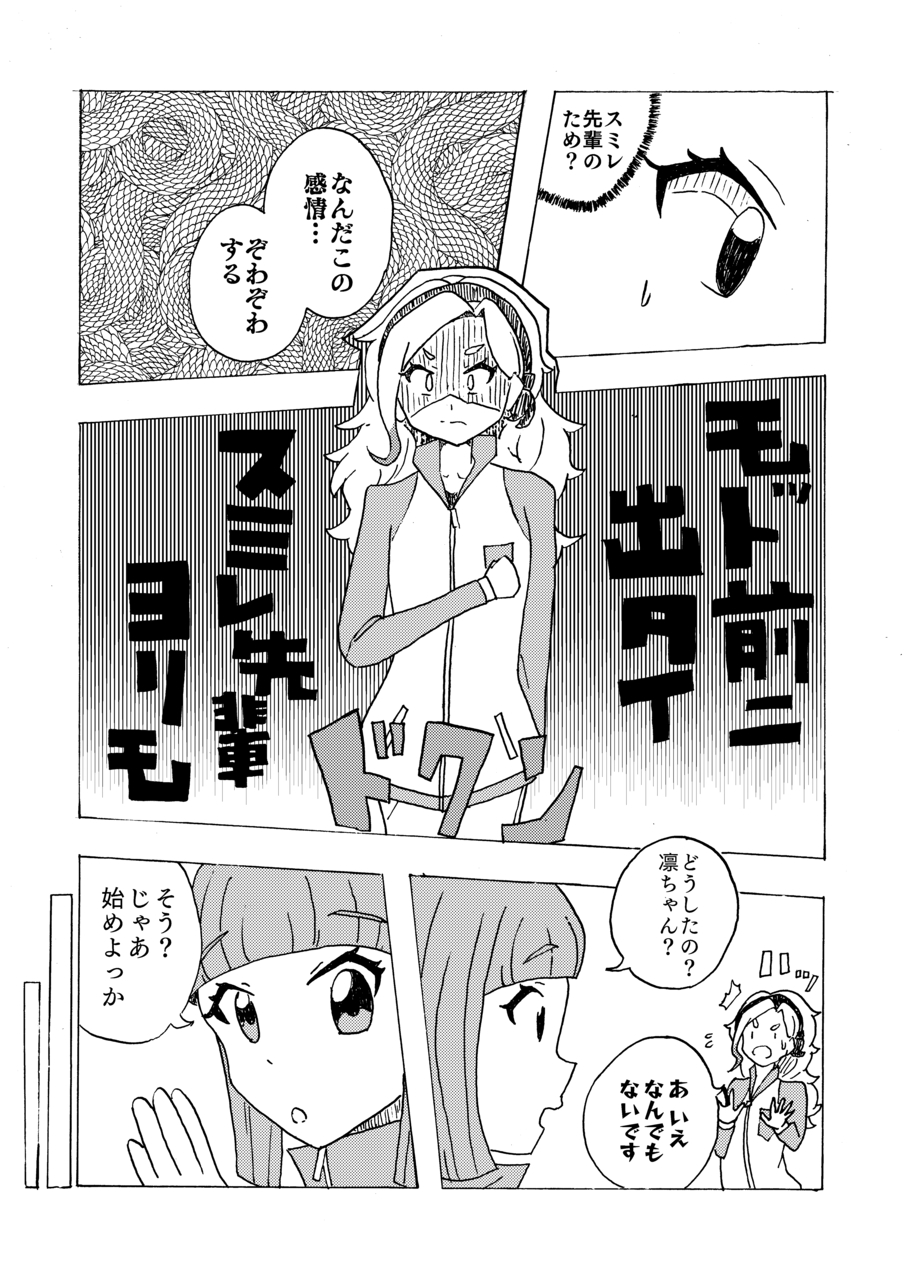 スミレ
先輩の
ため？
なんだこの
感情…
ぞわぞわ
する
モット前ニ
出タイ
スミレ先輩
ヨリモ
ドクン
どうしたの？
凛ちゃん？
バッ
あ いえ
なんでも
ないです
そう？
じゃあ
始めよっか